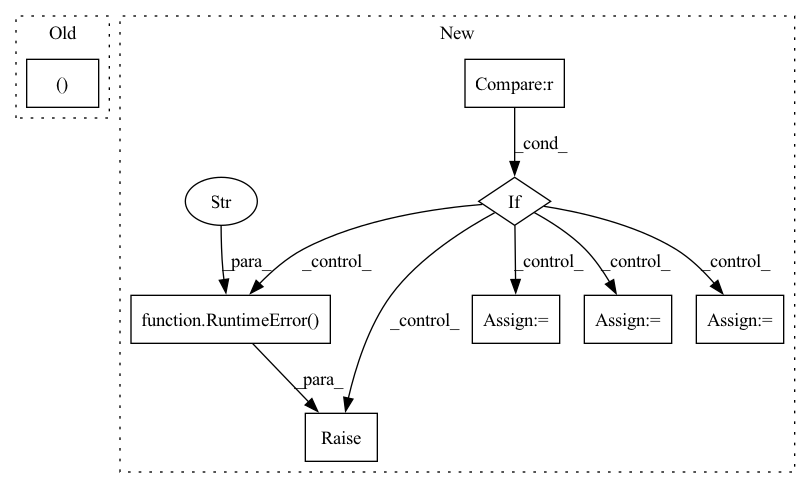 Old
New
()
Compare:r
_cond_
Str
If
_para_
_control_
_control_
_control_
_control_
function.RuntimeError()
_control_
Assign:=
Assign:=
Assign:=
_para_
Raise